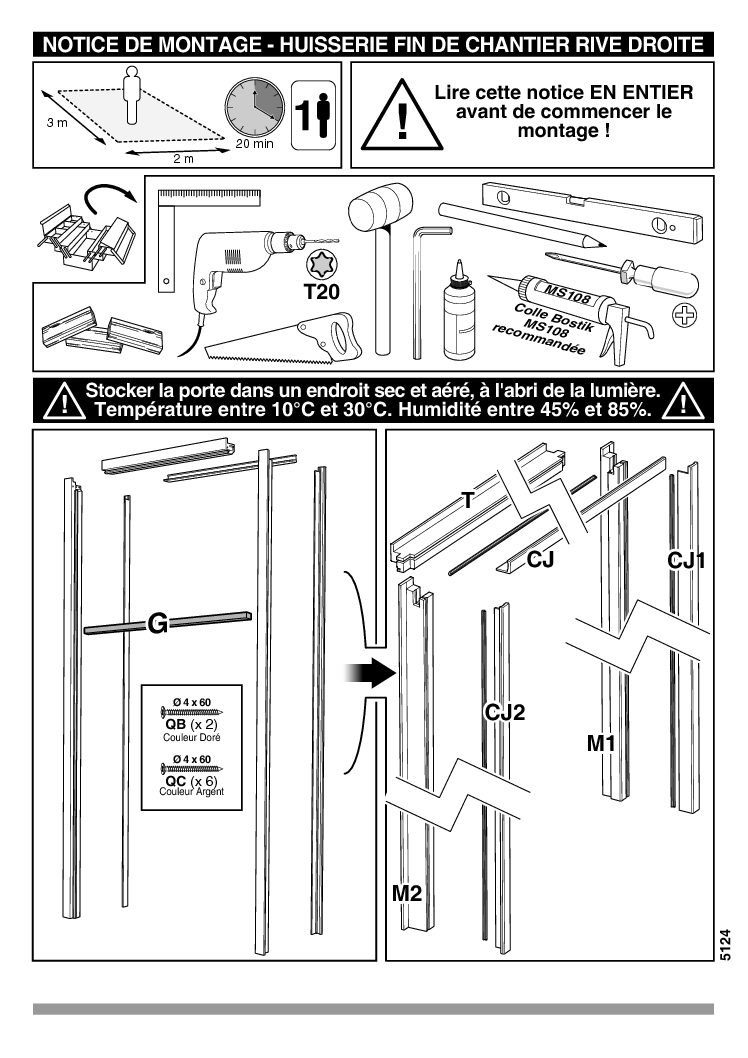 NOTICE DE MONTAGE - HUISSERIE FIN DE CHANTIER RIVE DROITE
3 m
2 m
20 min
1
!
Lire cette notice EN ENTIER
avant de commencer le
montage !
T20
MS108
Colle Bostik
MS108
recommandée
! Stocker la porte dans un endroit sec et aéré, à l'abri de la lumière. !
Température entre 10°C et 30°C. Humidité entre 45% et 85%.
G
Ø 4 x 60
QB (x 2)
Couleur Doré
Ø 4 x 60
QC (x 6)
Couleur Argent
T
CJ
CJ1
CJ2
M1
M2
5124